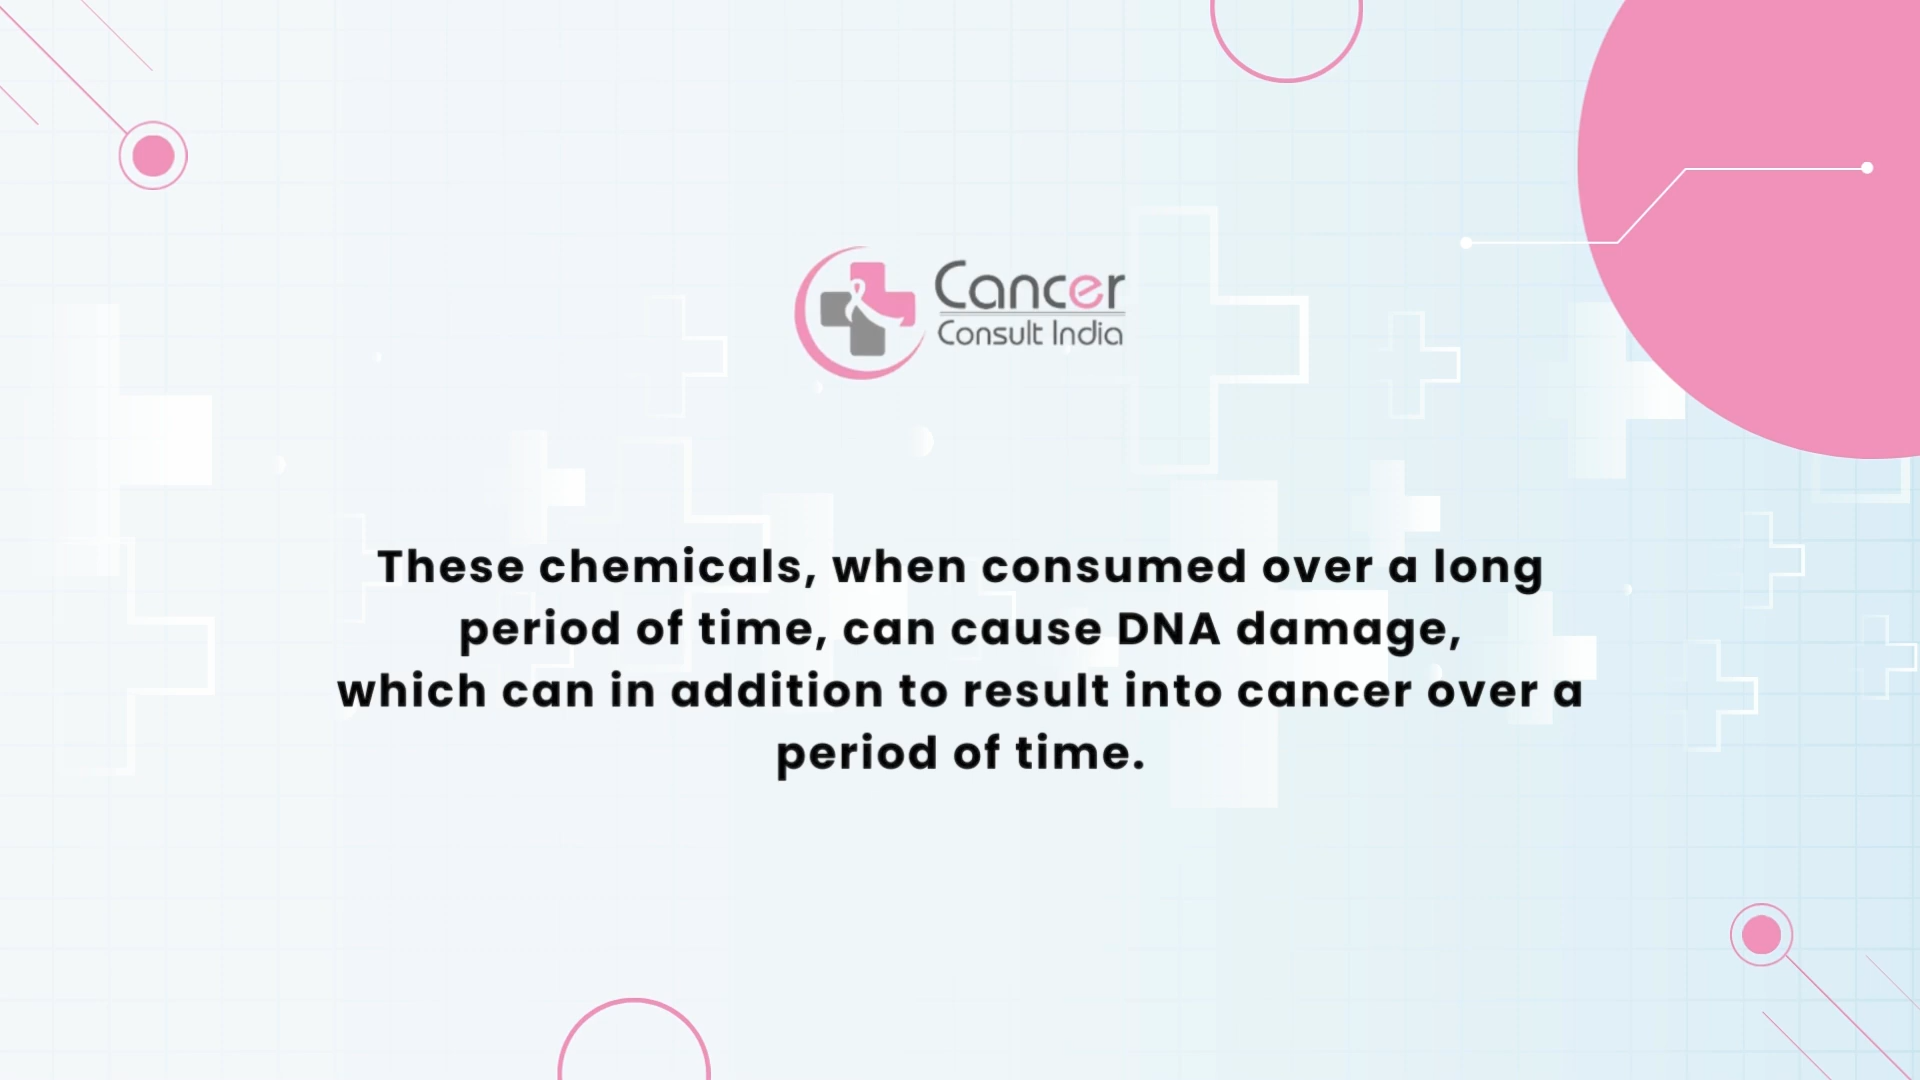 Cancer
Consult India
These chemicals, when consumed over a long
period of time, can cause DNA damage,
which can in addition to result into cancer over a
period of time.